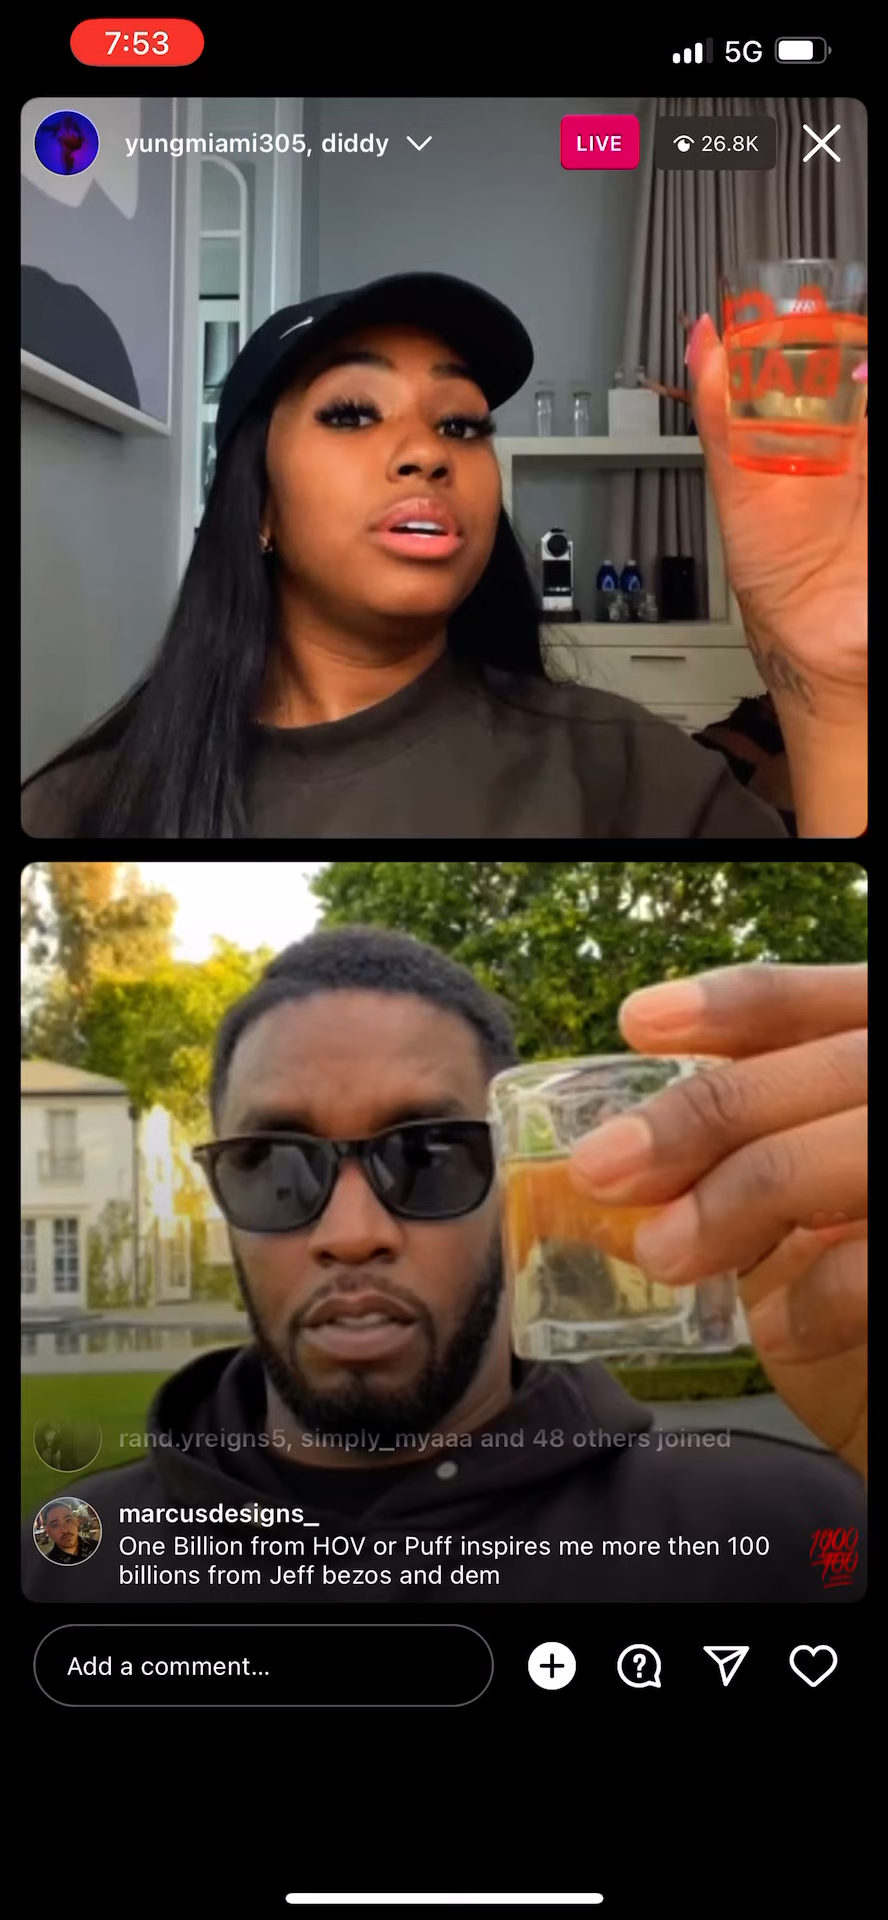 7:53
5G
yungmiami305, diddy
LIVE
26.8K
rand.yreigns5, simply_myaaa and 48 others joined
marcusdesigns_
One Billion from HOV or Puff inspires me more then 100
billions from Jeff bezos and dem
100
Add a comment...